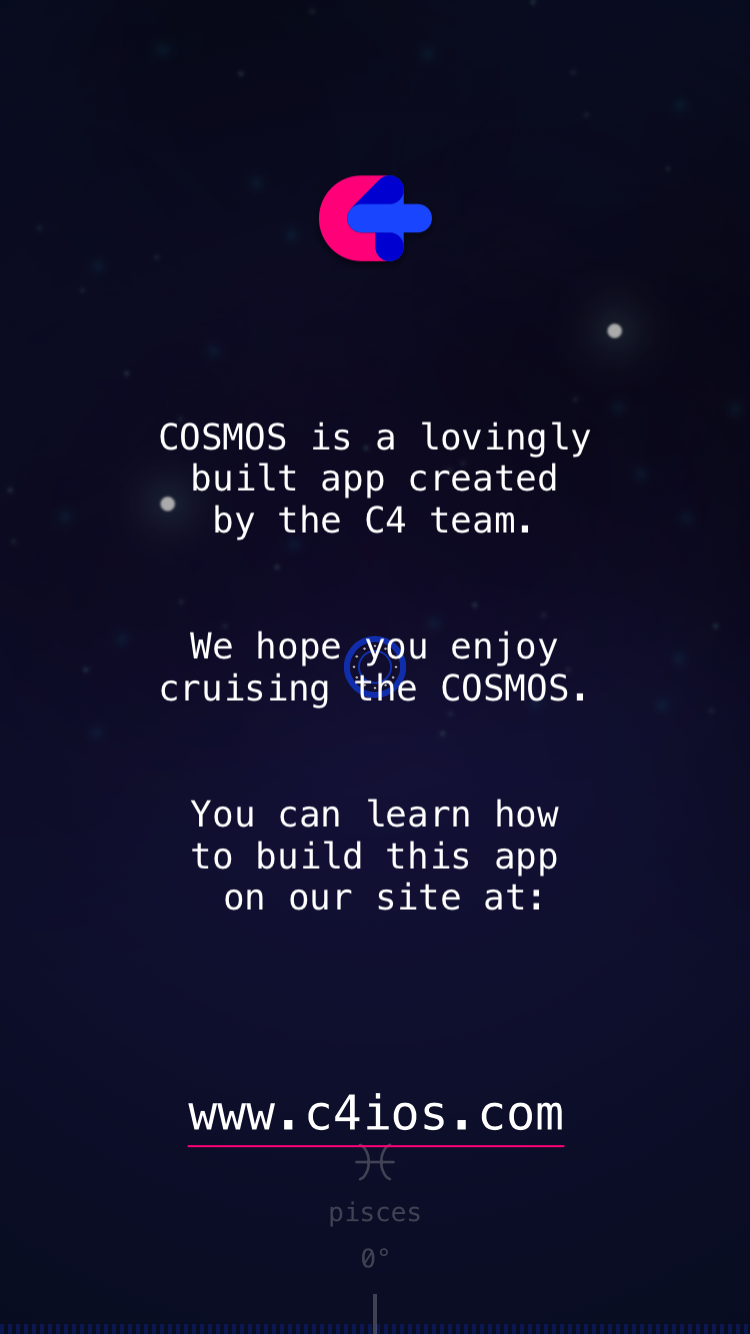 COSMOS is a lovingly
built app created
by the C4 team.
We hope you enjoy
cruising the COSMOS.
You can learn how
to build this app
on our site at:
www.c4ios.com
pisces
0°